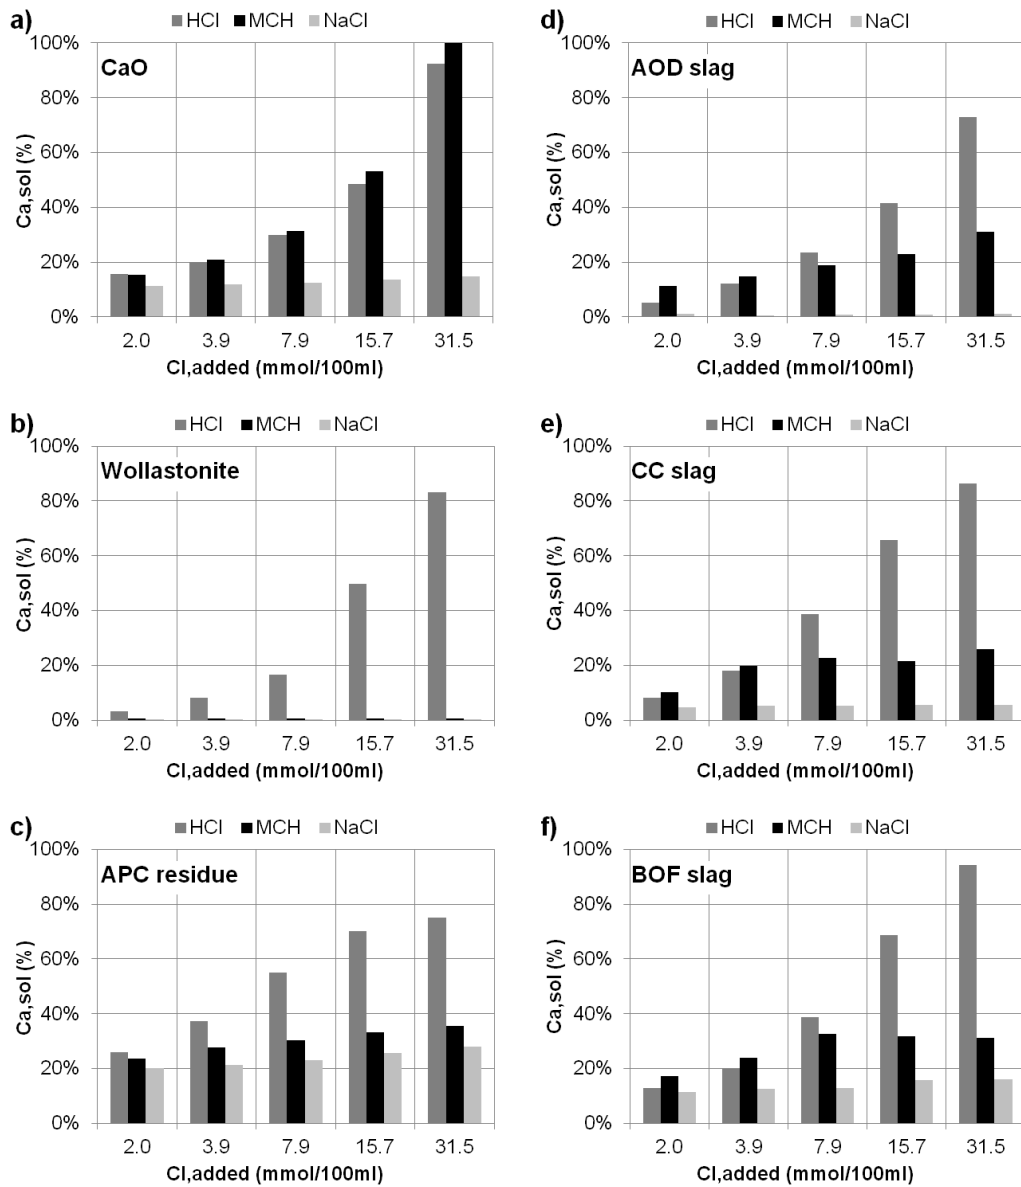 a)
HCl MCH NaCl
CaO
Ca,sol (%)
100%
80%
60%
40%
20%
0%
2.0 3.9 7.9 15.7 31.5
Cl,added (mmol/100ml)
d)
HCl MCH NaCl
AOD slag
Ca,sol (%)
100%
80%
60%
40%
20%
0%
2.0 3.9 7.9 15.7 31.5
Cl,added (mmol/100ml)
b)
HCl MCH NaCl
Wollastonite
Ca,sol (%)
100%
80%
60%
40%
20%
0%
2.0 3.9 7.9 15.7 31.5
Cl,added (mmol/100ml)
e)
HCl MCH NaCl
CC slag
Ca,sol (%)
100%
80%
60%
40%
20%
0%
2.0 3.9 7.9 15.7 31.5
Cl,added (mmol/100ml)
c)
HCl MCH NaCl
APC residue
Ca,sol (%)
100%
80%
60%
40%
20%
0%
2.0 3.9 7.9 15.7 31.5
Cl,added (mmol/100ml)
f)
HCl MCH NaCl
BOF slag
Ca,sol (%)
100%
80%
60%
40%
20%
0%
2.0 3.9 7.9 15.7 31.5
Cl,added (mmol/100ml)